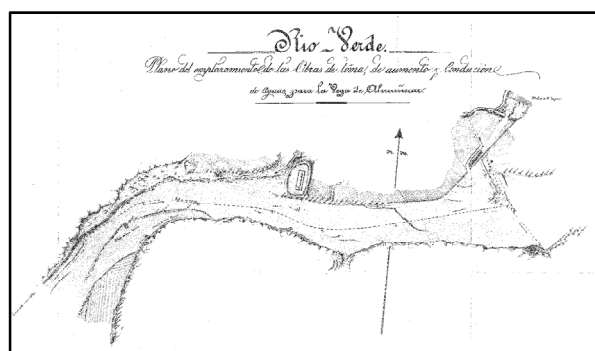 Rio Verde.
Plano del emplazamiento de las Obras de toma, de aumento y Conducción
de aguas para la Vega de Almuñecar.